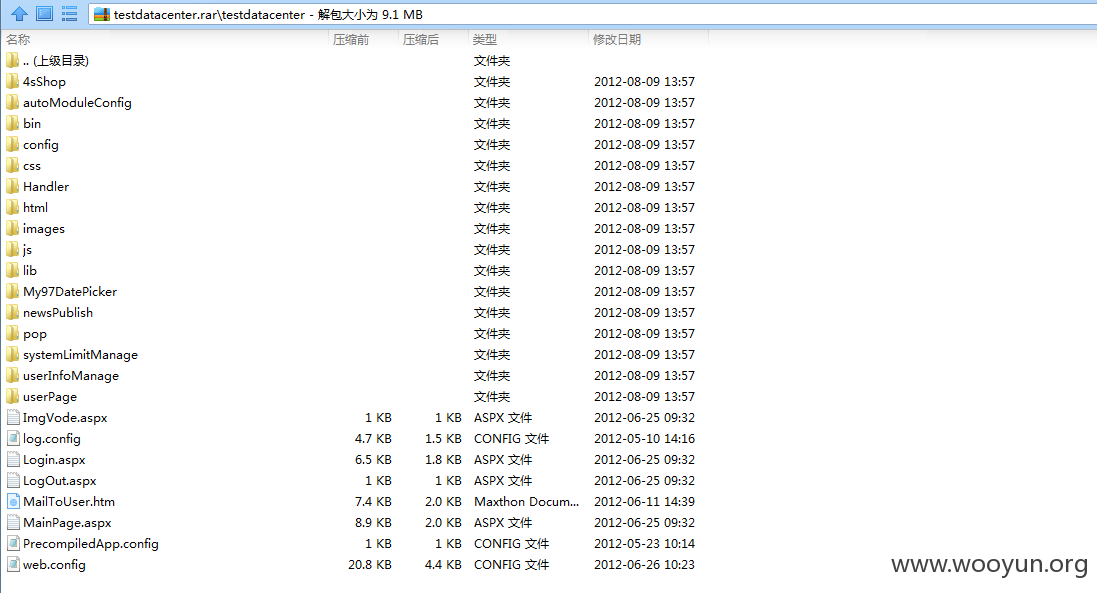 testdatacenter.rar\testdatacenter - 解包大小为 9.1 MB
名称 压缩前 压缩后 类型 修改日期
.. (上级目录) 文件夹
4sShop 文件夹 2012-08-09 13:57
autoModuleConfig 文件夹 2012-08-09 13:57
bin 文件夹 2012-08-09 13:57
config 文件夹 2012-08-09 13:57
css 文件夹 2012-08-09 13:57
Handler 文件夹 2012-08-09 13:57
html 文件夹 2012-08-09 13:57
images 文件夹 2012-08-09 13:57
js 文件夹 2012-08-09 13:57
lib 文件夹 2012-08-09 13:57
My97DatePicker 文件夹 2012-08-09 13:57
newsPublish 文件夹 2012-08-09 13:57
pop 文件夹 2012-08-09 13:57
systemLimitManage 文件夹 2012-08-09 13:57
userInfoManage 文件夹 2012-08-09 13:57
userPage 文件夹 2012-08-09 13:57
ImgVode.aspx 1 KB 1 KB ASPX 文件 2012-06-25 09:32
log.config 4.7 KB 1.5 KB CONFIG 文件 2012-05-10 14:16
Login.aspx 6.5 KB 1.8 KB ASPX 文件 2012-06-25 09:32
LogOut.aspx 1 KB 1 KB ASPX 文件 2012-06-25 09:32
MailToUser.htm 7.4 KB 2.0 KB Maxthon Docum... 2012-06-11 14:39
MainPage.aspx 8.9 KB 2.0 KB ASPX 文件 2012-06-25 09:32
PrecompiledApp.config 1 KB 1 KB CONFIG 文件 2012-05-23 10:14
web.config 20.8 KB 4.4 KB CONFIG 文件 2012-06-26 10:23
www.wooyun.org